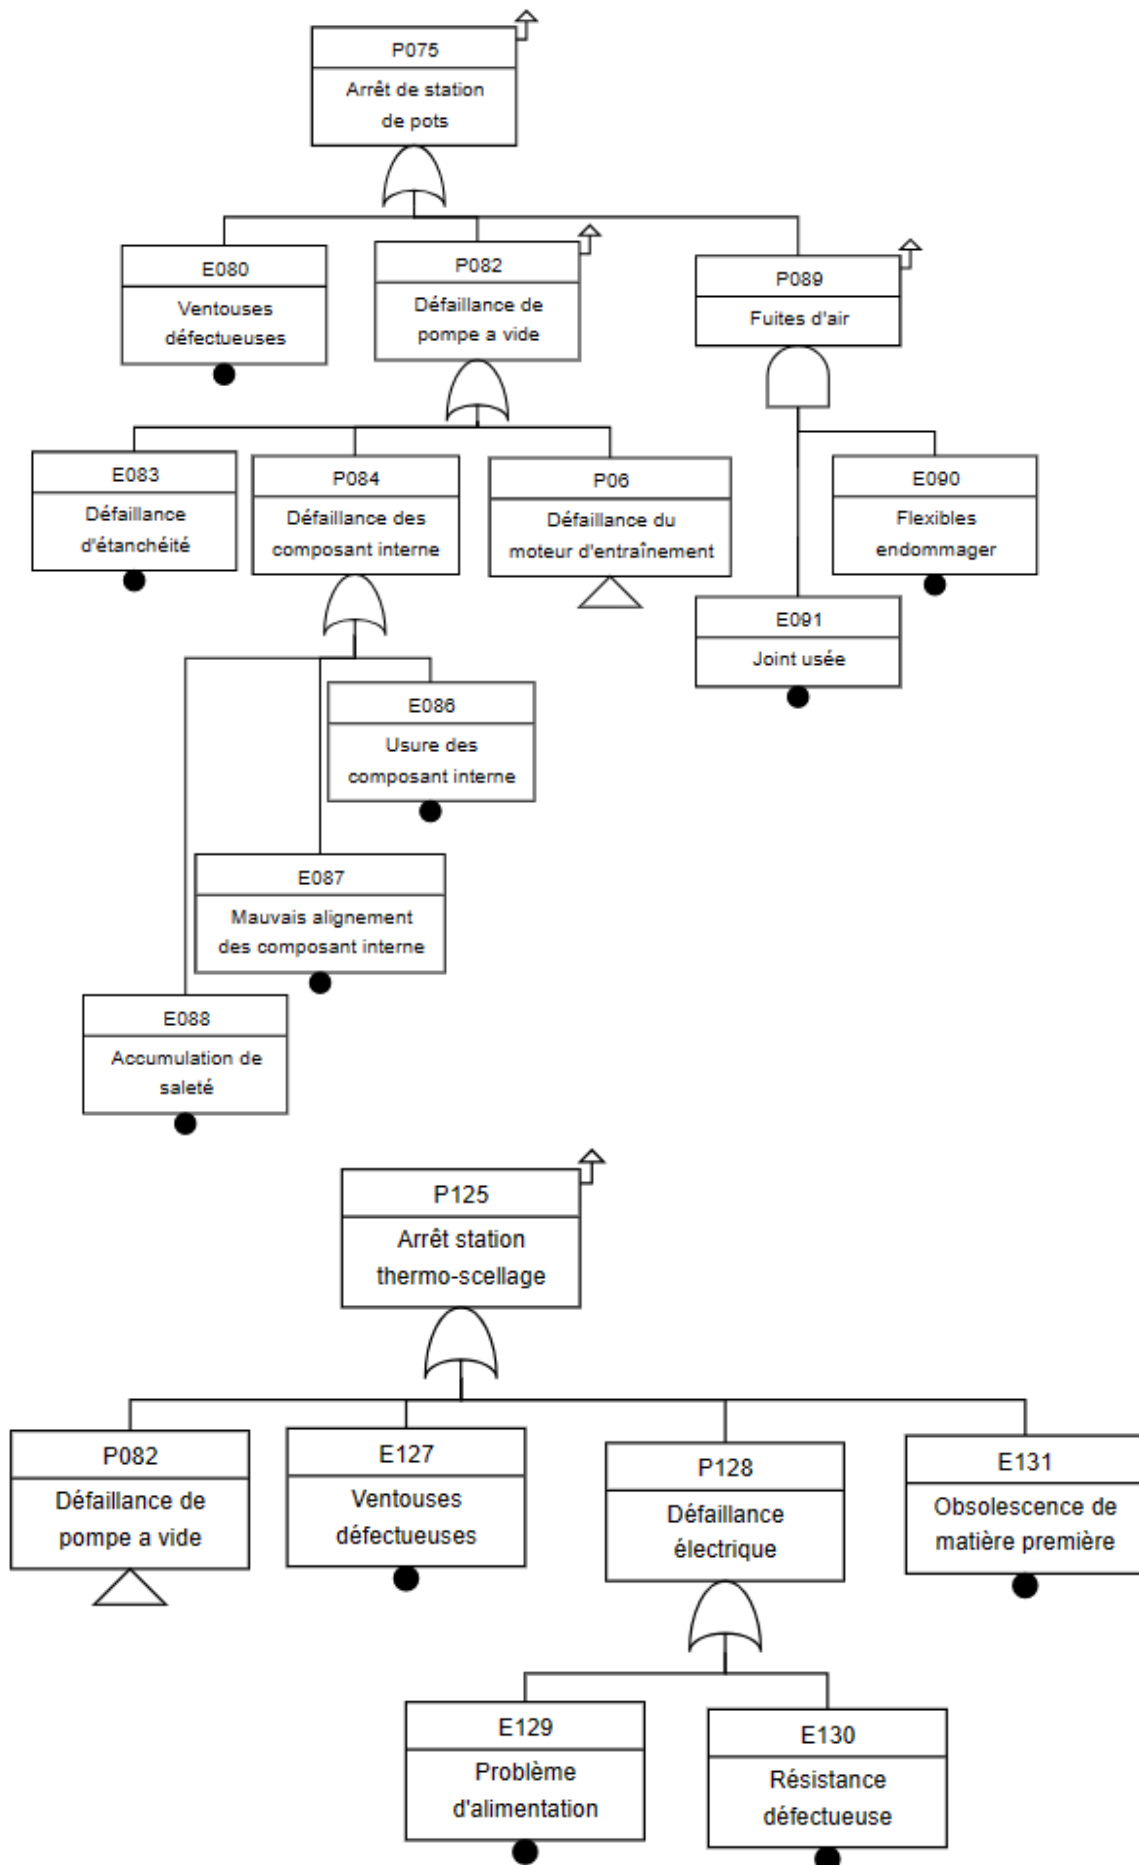 P075
Arrêt de station
de pots
E080
Ventouses
défectueuses
P082
Défaillance de
pompe a vide
P089
Fuites d'air
E083
Défaillance
d'étanchéité
P084
Défaillance des
composant interne
P06
Défaillance du
moteur d'entraînement
E090
Flexibles
endommager
E091
Joint usée
E086
Usure des
composant interne
E087
Mauvais alignement
des composant interne
E088
Accumulation de
saleté
P125
Arrêt station
thermo-scellage
P082
Défaillance de
pompe a vide
E127
Ventouses
défectueuses
P128
Défaillance
électrique
E131
Obsolescence de
matière première
E129
Problème
d'alimentation
E130
Résistance
défectueuse